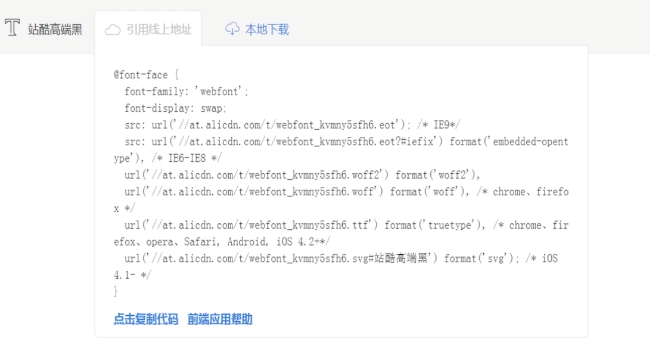 站酷高端黑 引用线上地址 本地下载
@font-face {
font-family: 'webfont';
font-display: swap;
src: url('//at.alicdn.com/t/webfont_kvmny5sfh6.eot'); /* IE9*/
src: url('//at.alicdn.com/t/webfont_kvmny5sfh6.eot?#iefix') format('embedded-opent
ype'), /* IE6-IE8 */
url('//at.alicdn.com/t/webfont_kvmny5sfh6.woff2') format('woff2'),
url('//at.alicdn.com/t/webfont_kvmny5sfh6.woff') format('woff'), /* chrome、firefo
x */
url('//at.alicdn.com/t/webfont_kvmny5sfh6.ttf') format('truetype'), /* chrome、fir
efox、opera、Safari, Android, iOS 4.2+*/
url('//at.alicdn.com/t/webfont_kvmny5sfh6.svg#站酷高端黑') format('svg'); /* iOS
4.1- */
}
点击复制代码 前端应用帮助